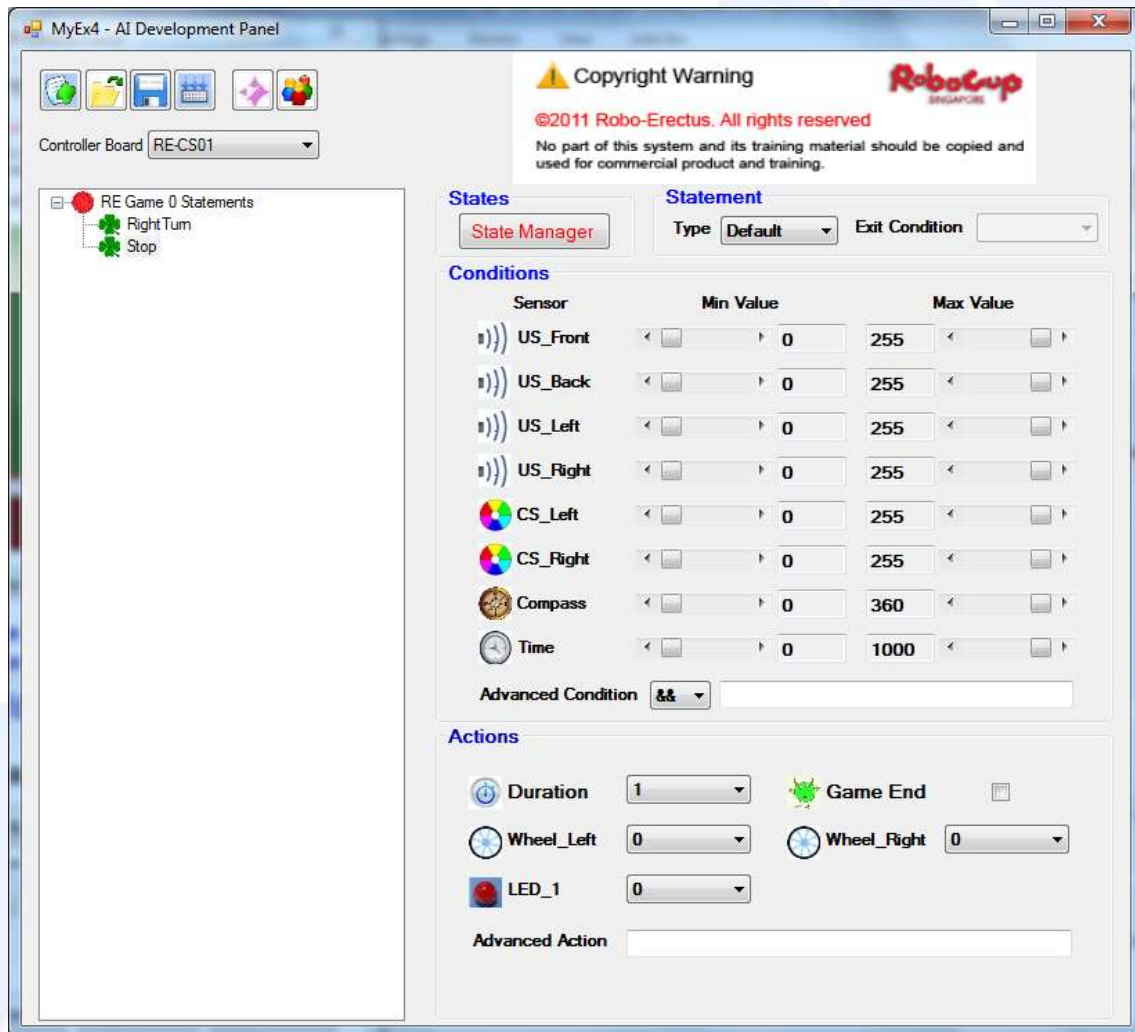 MyEx4 - AI Development Panel
Copyright Warning
RoboCup
SINGAPORE
©2011 Robo-Erectus. All rights reserved
No part of this system and its training material should be copied and
used for commercial product and training.
Controller Board RE-CS01
RE Game 0 Statements
RightTurn
Stop
States
State Manager
Statement
Type Default Exit Condition
Conditions
Sensor Min Value Max Value
US_Front 0 255
US_Back 0 255
US_Left 0 255
US_Right 0 255
CS_Left 0 255
CS_Right 0 255
Compass 0 360
Time 0 1000
Advanced Condition &&
Actions
Duration 1 Game End
Wheel_Left 0 Wheel_Right 0
LED_1 0
Advanced Action